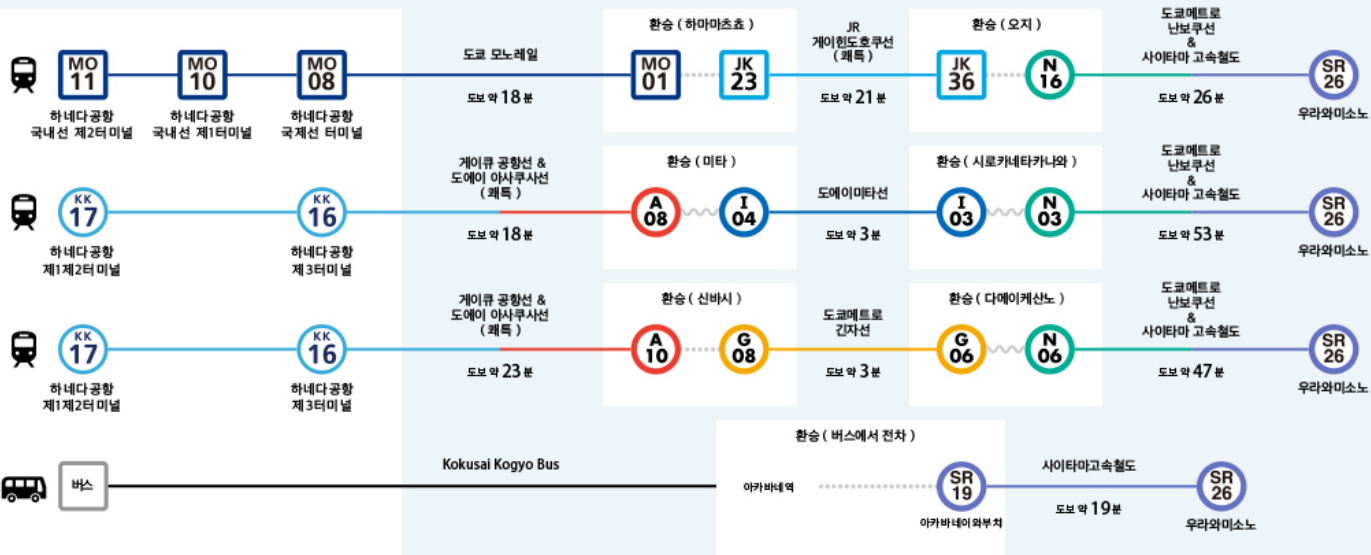 환승 ( 하마마츠쵸 )
JR
게이힌도호쿠선
( 쾌특 )
환승 ( 오지 )
도쿄메트로
난보쿠선
&
사이타마 고속철도
도쿄 모노레일
MO
11
MO
10
MO
08
MO
01
JK
23
JK
36
N
16
SR
26
도보 약 18 분
도보 약 21 분
도보 약 26 분
하네다공항
국내선 제2터미널
하네다공항
국내선 제1터미널
하네다공항
국제선 터미널
우라와미소노
게이큐 공항선 &
도에이 아사쿠사선
( 쾌특 )
환승 ( 미타 )
도에이미타선
환승 ( 시로카네타카나와 )
도쿄메트로
난보쿠선
&
사이타마 고속철도
KK
17
KK
16
A
08
I
04
I
03
N
03
SR
26
도보 약 18 분
도보 약 3 분
도보 약 53 분
하네다공항
제1제2터미널
하네다공항
제3터미널
우라와미소노
게이큐 공항선 &
도에이 아사쿠사선
( 쾌특 )
환승 ( 신바시 )
도쿄메트로
긴자선
환승 ( 다메이케산노 )
도쿄메트로
난보쿠선
&
사이타마 고속철도
KK
17
KK
16
A
10
G
08
G
06
N
06
SR
26
도보 약 23 분
도보 약 3 분
도보 약 47 분
하네다공항
제1제2터미널
하네다공항
제3터미널
우라와미소노
환승 ( 버스에서 전차 )
Kokusai Kogyo Bus
사이타마고속철도
버스
아카바네역
SR
19
SR
26
도보 약 19 분
아카바네이와부치
우라와미소노